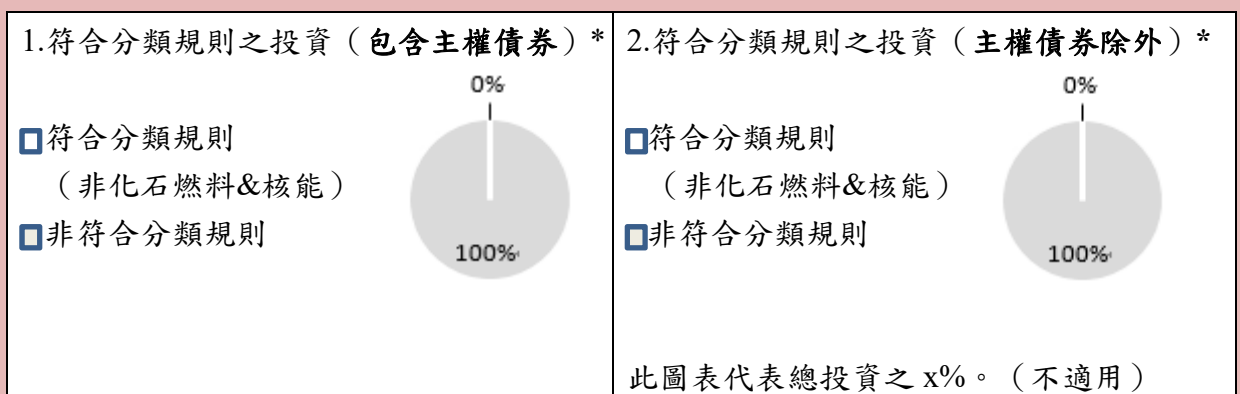 1.符合分類規則之投資（包含主權債券）*
0%
符合分類規則
（非化石燃料&核能）
非符合分類規則
100%
2.符合分類規則之投資（主權債券除外）*
0%
符合分類規則
（非化石燃料&核能）
非符合分類規則
100%
此圖表代表總投資之 x%。（不適用）